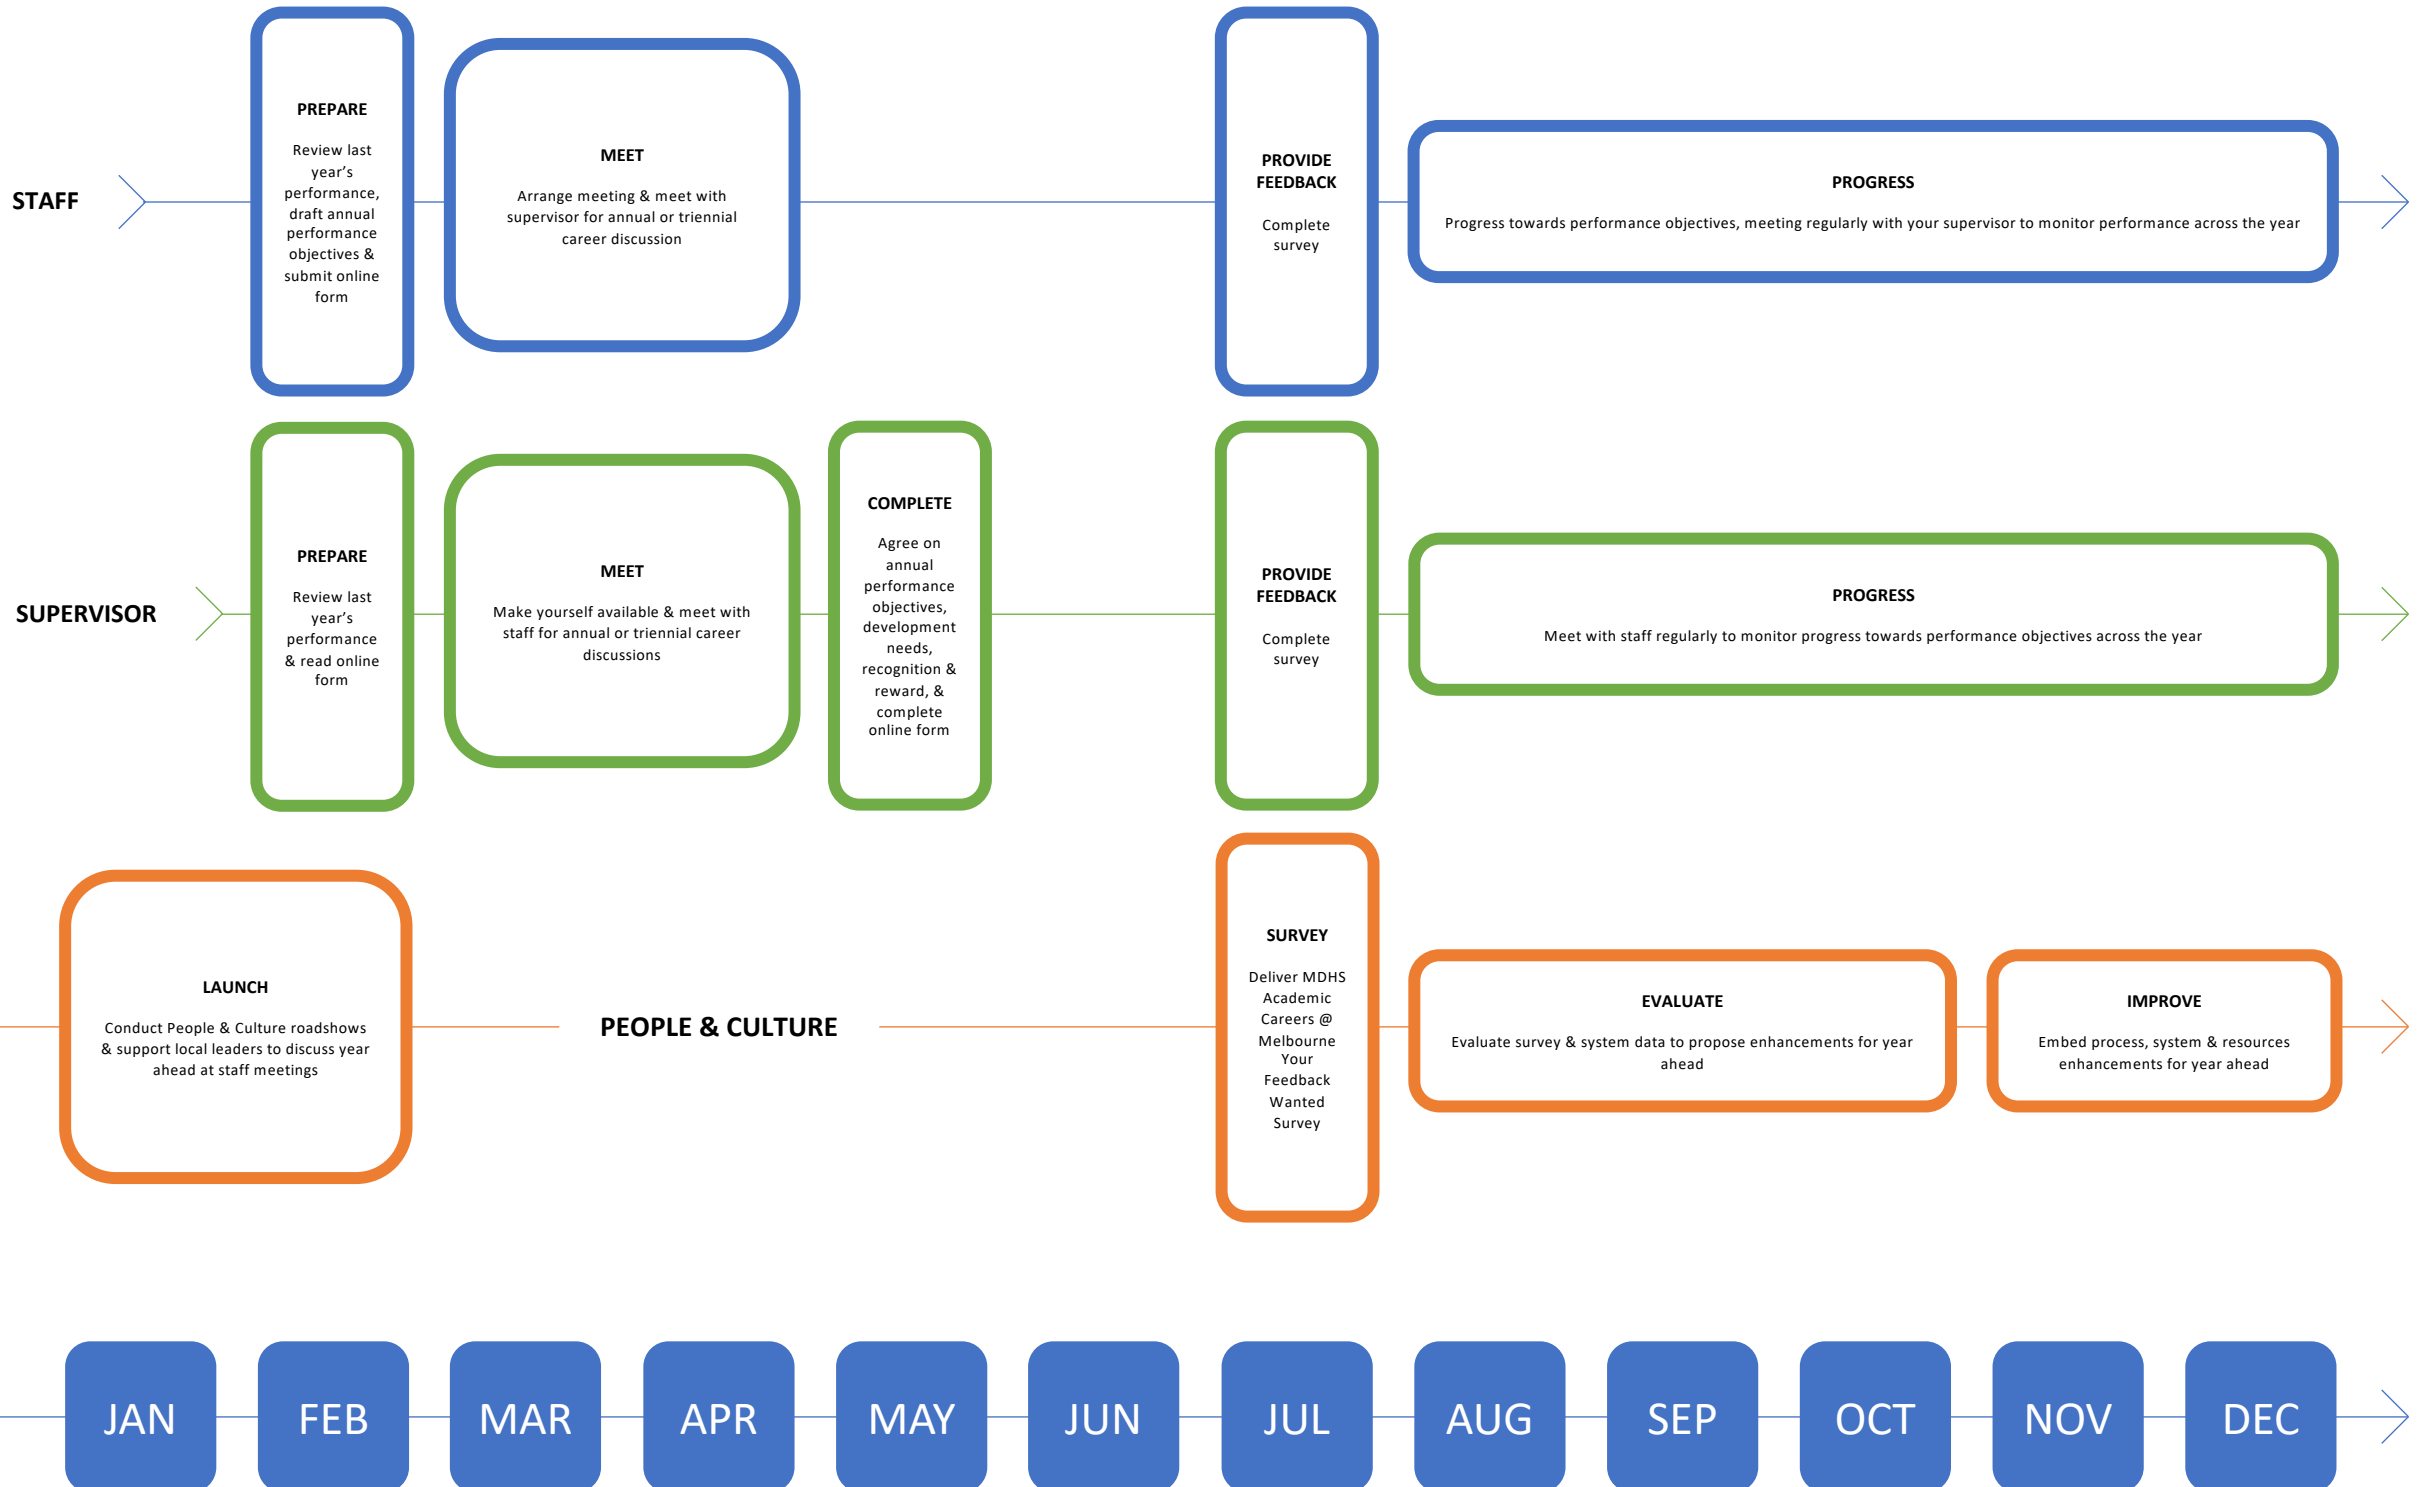 STAFF
PREPARE
Review last
year’s
performance,
draft annual
performance
objectives &
submit online
form
MEET
Arrange meeting & meet with
supervisor for annual or triennial
career discussion
PROVIDE
FEEDBACK
Complete
survey
PROGRESS
Progress towards performance objectives, meeting regularly with your supervisor to monitor performance across the year
SUPERVISOR
PREPARE
Review last
year’s
performance
& read online
form
MEET
Make yourself available & meet with
staff for annual or triennial career
discussions
COMPLETE
Agree on
annual
performance
objectives,
development
needs,
recognition &
reward, &
complete
online form
PROVIDE
FEEDBACK
Complete
survey
PROGRESS
Meet with staff regularly to monitor progress towards performance objectives across the year
LAUNCH
Conduct People & Culture roadshows
& support local leaders to discuss year
ahead at staff meetings
PEOPLE & CULTURE
SURVEY
Deliver MDHS
Academic
Careers @
Melbourne
Your
Feedback
Wanted
Survey
EVALUATE
Evaluate survey & system data to propose enhancements for year
ahead
IMPROVE
Embed process, system & resources
enhancements for year ahead
JAN
FEB
MAR
APR
MAY
JUN
JUL
AUG
SEP
OCT
NOV
DEC